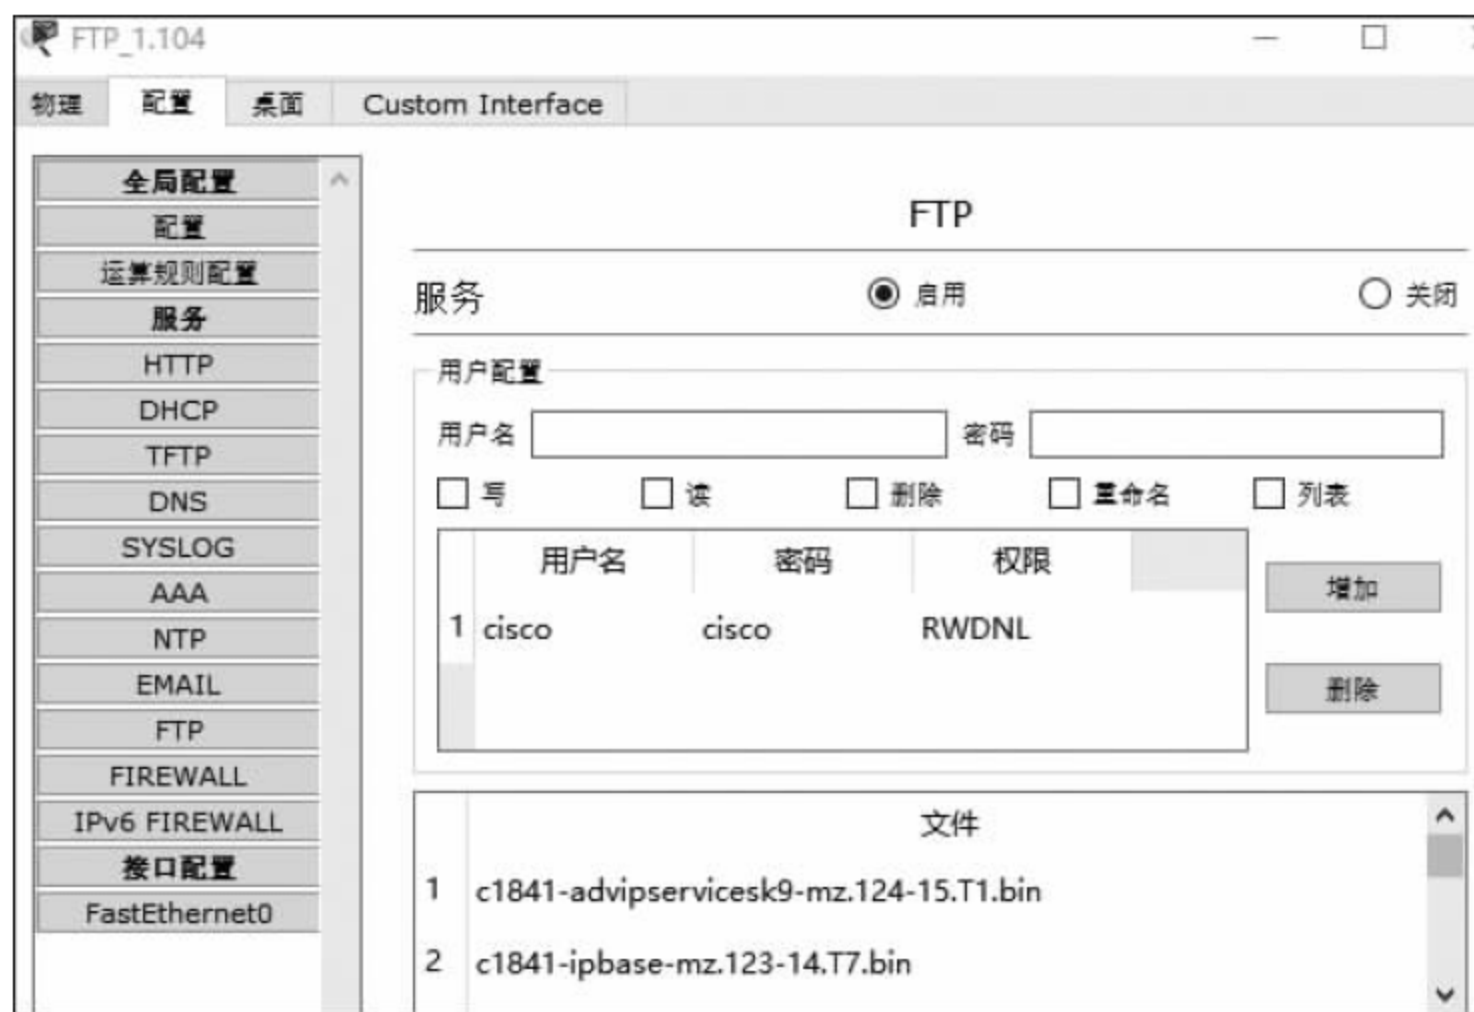 FTP_1.104
物理 配置 桌面 Custom Interface
全局配置
配置
运算规则配置
服务
HTTP
DHCP
TFTP
DNS
SYSLOG
AAA
NTP
EMAIL
FTP
FIREWALL
IPv6 FIREWALL
接口配置
FastEthernet0
FTP
服务 启用 关闭
用户配置
用户名 密码
写 读 删除 重命名 列表
用户名 密码 权限
1 cisco cisco RWDNL
增加
删除
文件
1 c1841-advipservicesk9-mz.124-15.T1.bin
2 c1841-ipbase-mz.123-14.T7.bin